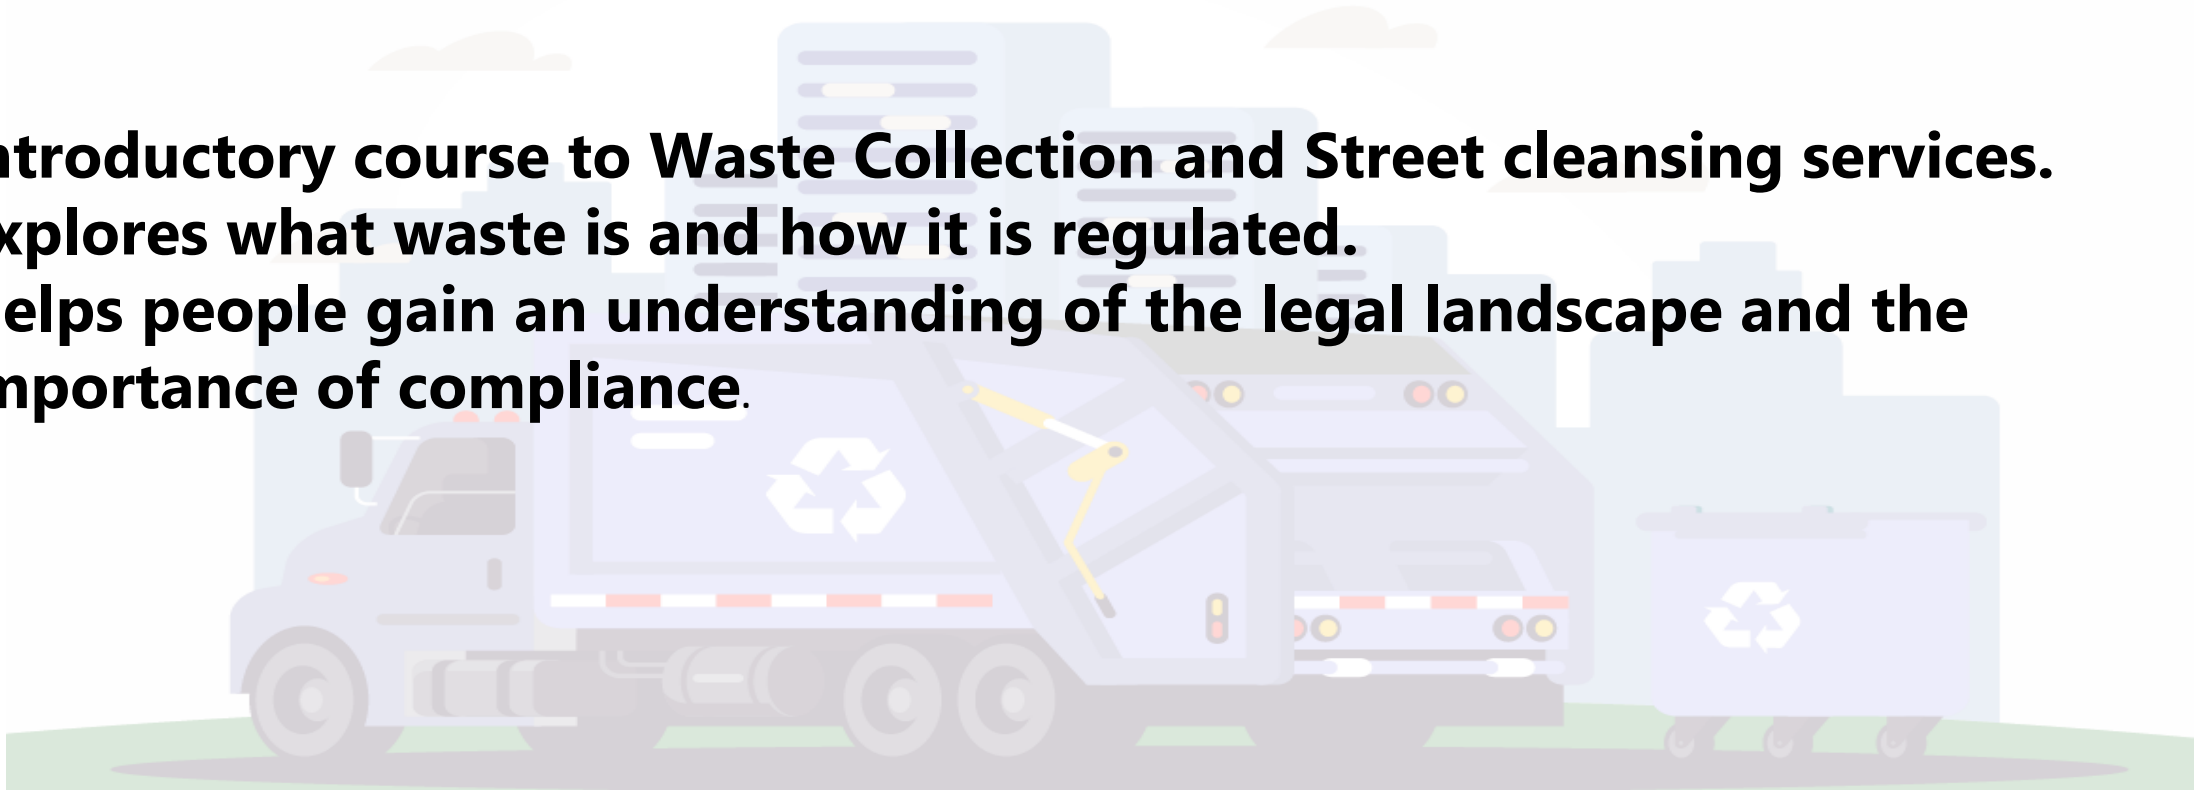 ntroductory course to Waste Collection and Street cleansing services.
xplores what waste is and how it is regulated.
elps people gain an understanding of the legal landscape and the
mportance of compliance.